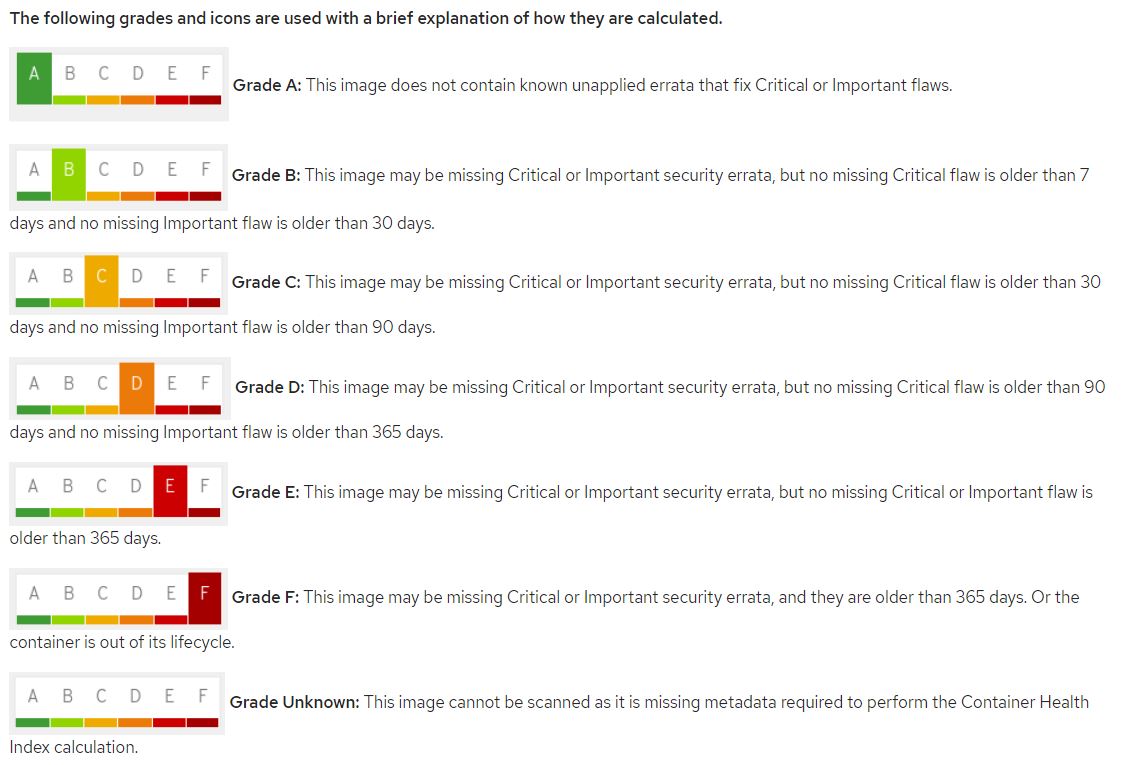 The following grades and icons are used with a brief explanation of how they are calculated.
A B C D E F Grade A: This image does not contain known unapplied errata that fix Critical or Important flaws.
A B C D E F Grade B: This image may be missing Critical or Important security errata, but no missing Critical flaw is older than 7
days and no missing Important flaw is older than 30 days.
A B C D E F Grade C: This image may be missing Critical or Important security errata, but no missing Critical flaw is older than 30
days and no missing Important flaw is older than 90 days.
A B C D E F Grade D: This image may be missing Critical or Important security errata, but no missing Critical flaw is older than 90
days and no missing Important flaw is older than 365 days.
A B C D E F Grade E: This image may be missing Critical or Important security errata, but no missing Critical or Important flaw is
older than 365 days.
A B C D E F Grade F: This image may be missing Critical or Important security errata, and they are older than 365 days. Or the
container is out of its lifecycle.
A B C D E F Grade Unknown: This image cannot be scanned as it is missing metadata required to perform the Container Health
Index calculation.